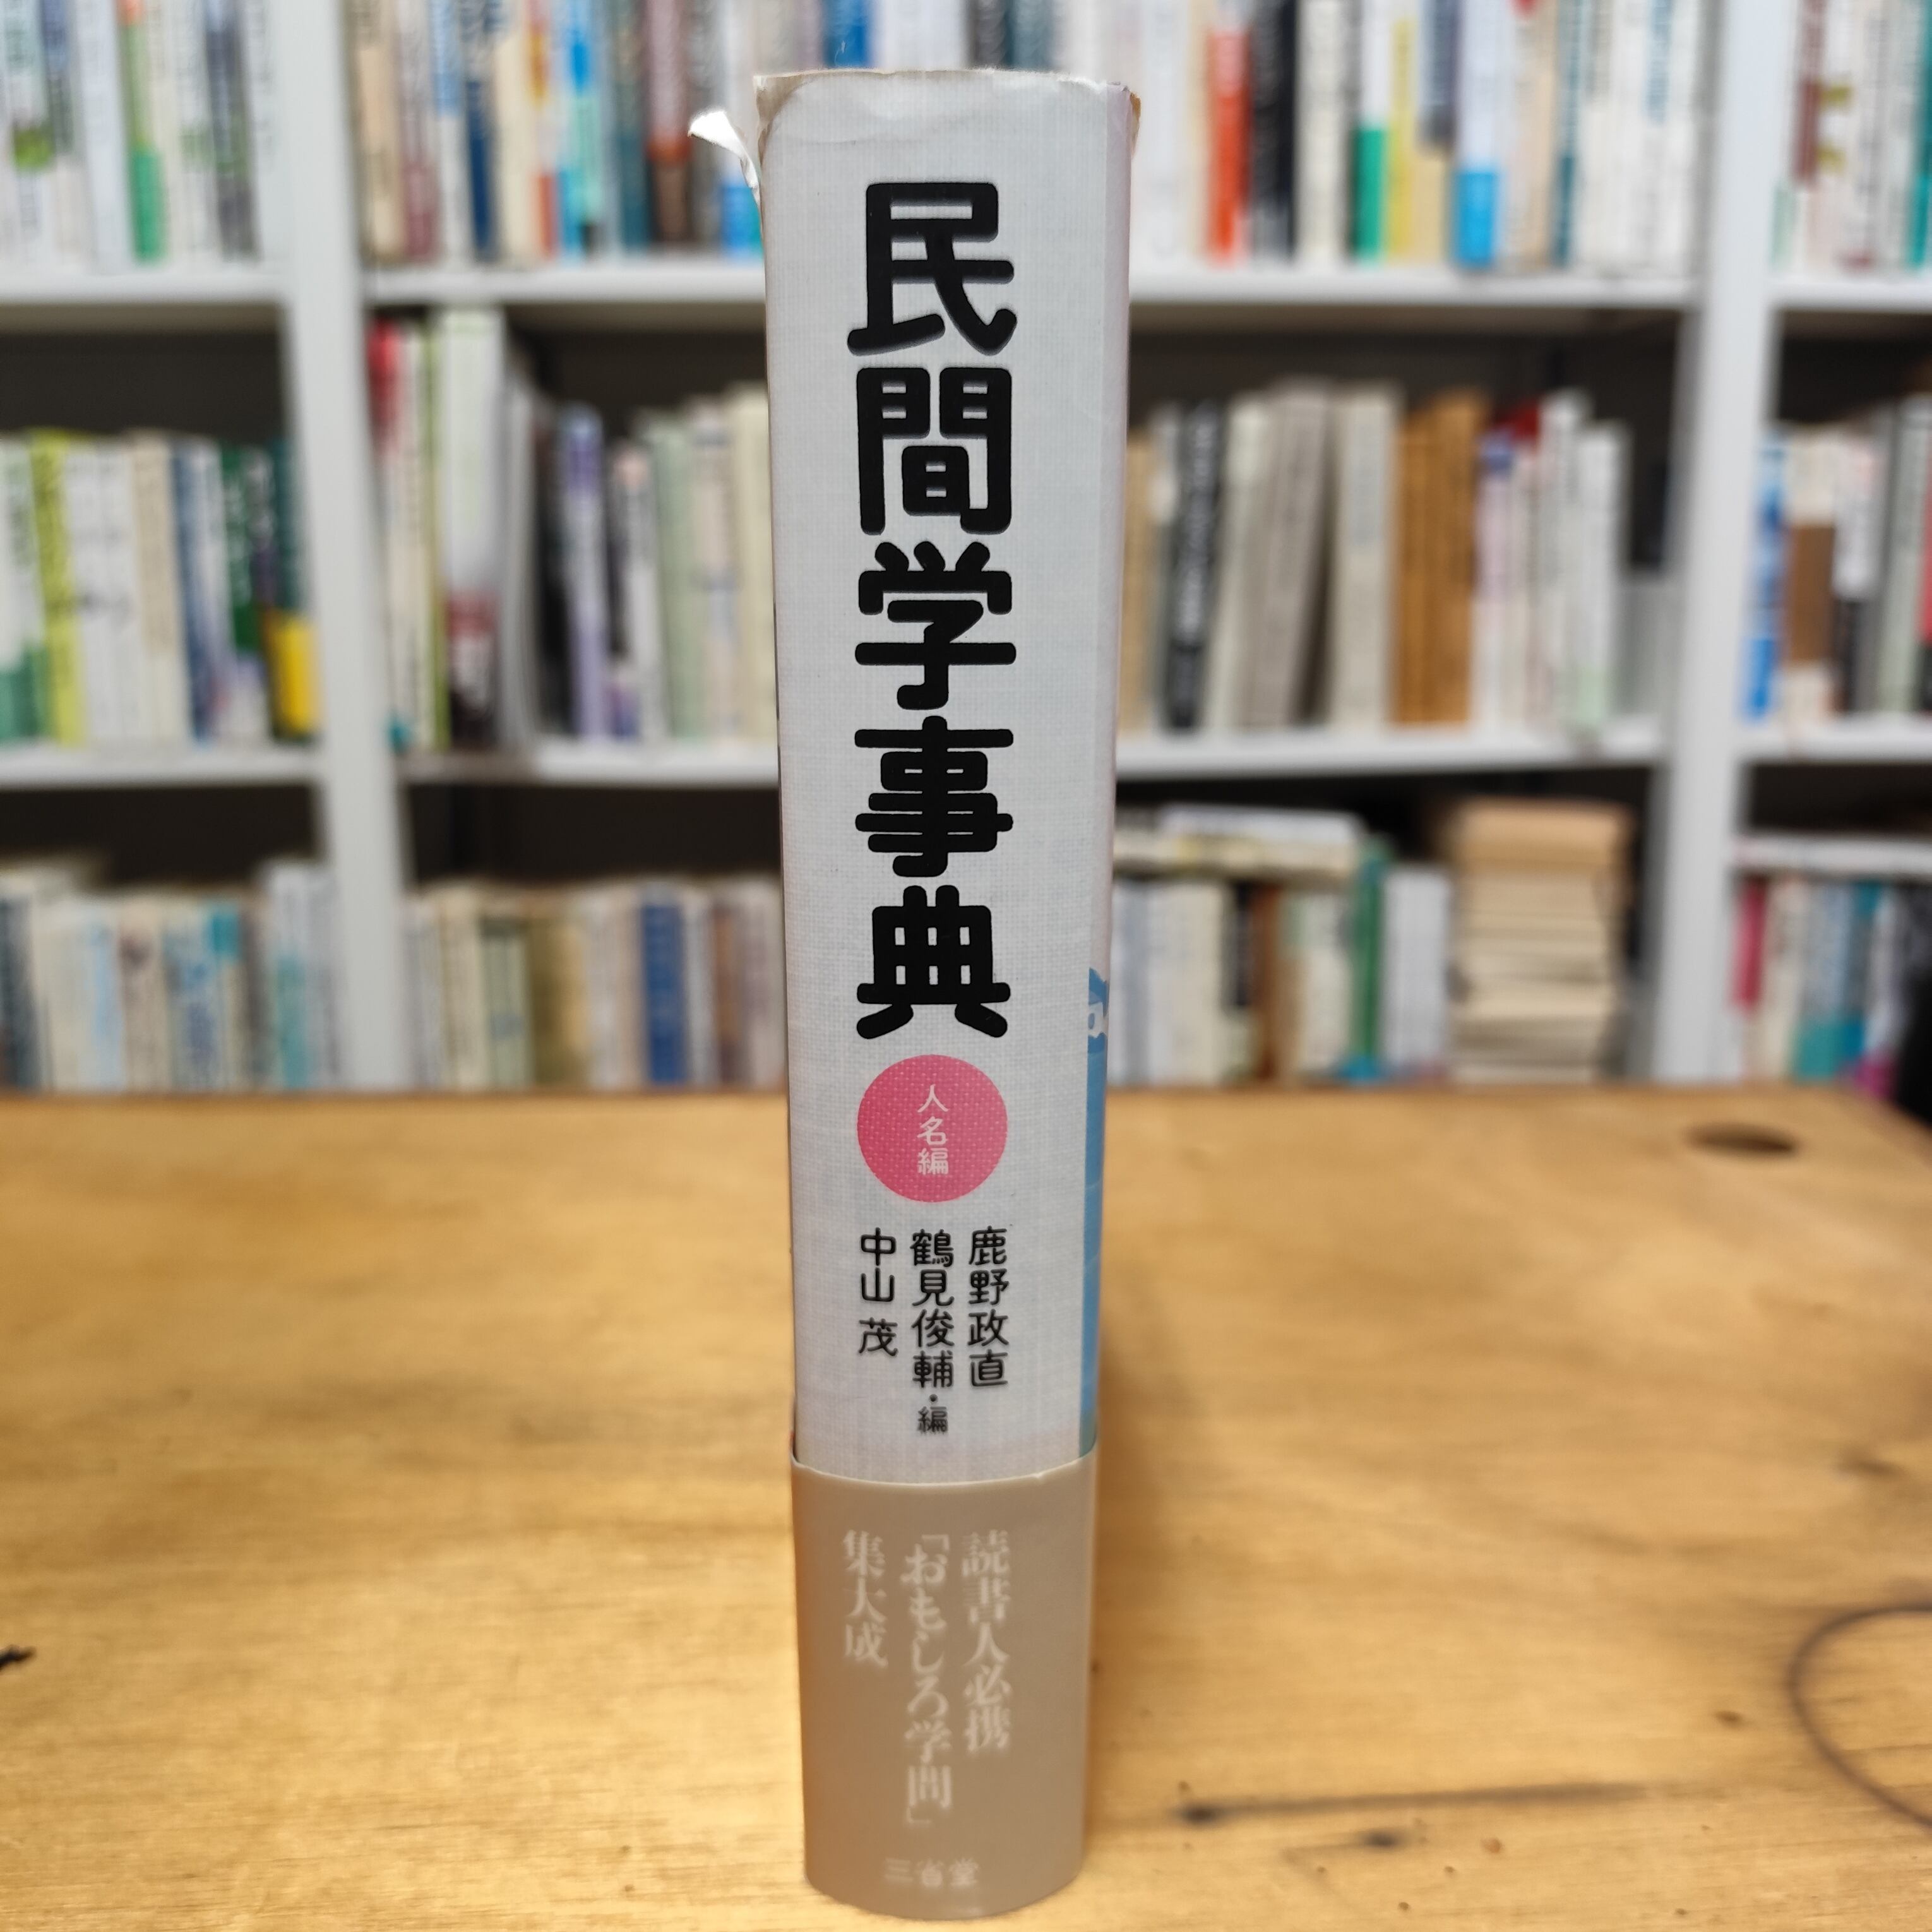 民間学事典
人名編
鹿野政直
鶴見俊輔・編
中山 茂
読書人必携
「おもしろ学問」
集大成
三省堂